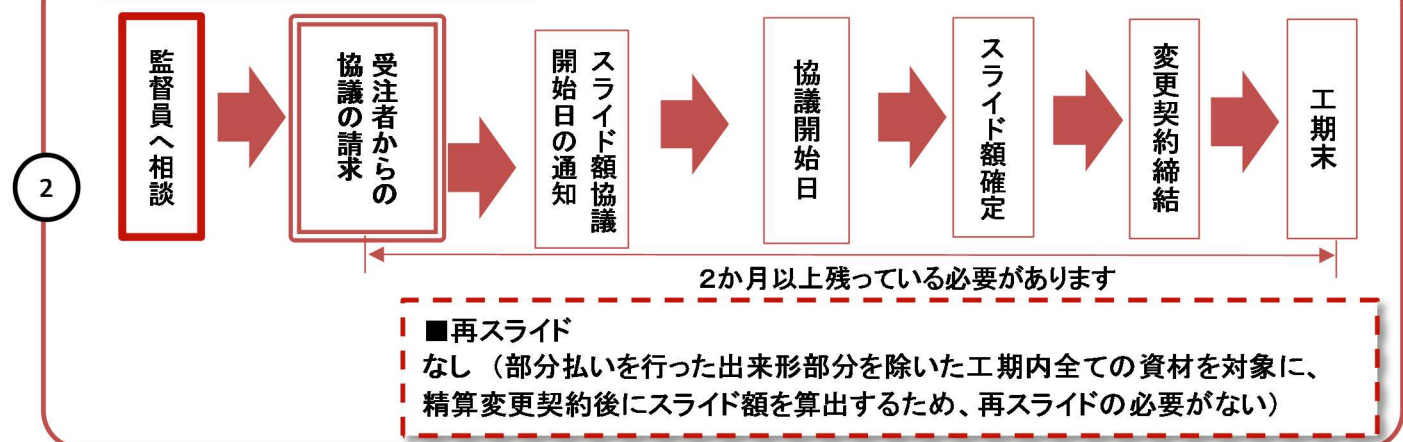 2
監督員へ相談
受注者からの
協議の請求
スライド額協議
開始日の通知
協議開始日
スライド額確定
変更契約締結
工期末
2か月以上残っている必要があります
■再スライド
なし（部分払いを行った出来形部分を除いた工期内全ての資材を対象に、
精算変更契約後にスライド額を算出するため、再スライドの必要がない）